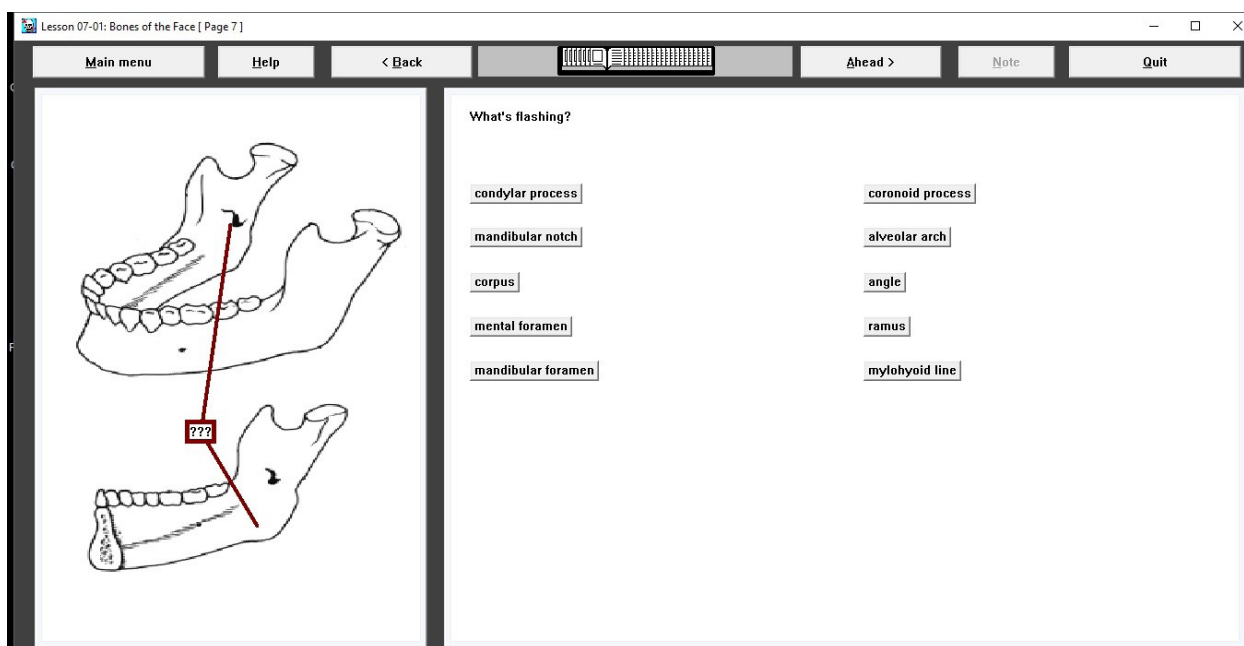 Lesson 07-01: Bones of the Face [ Page 7 ]
Main menu Help < Back Ahead > Note Quit
What's flashing?
condylar process coronoid process
mandibular notch alveolar arch
corpus angle
mental foramen ramus
mandibular foramen mylohyoid line
???